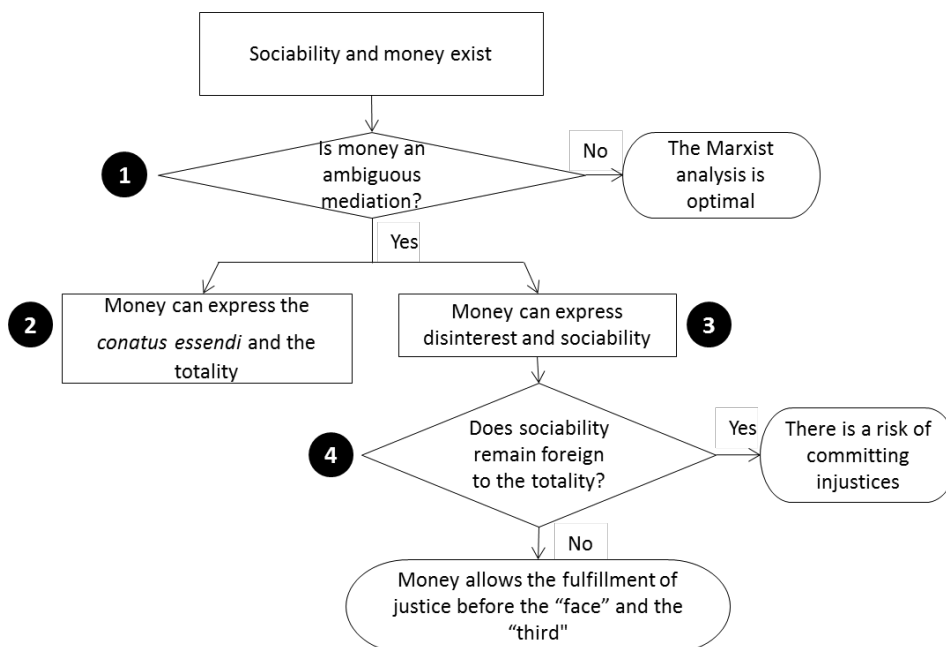 Sociability and money exist
1
Is money an
ambiguous
mediation?
No
The Marxist
analysis is
optimal
Yes
2
Money can express the
conatus essendi and the
totality
Money can express
disinterest and sociability
3
4
Does sociability
remain foreign
to the totality?
Yes
There is a risk of
committing
injustices
No
Money allows the fulfillment of
justice before the “face” and the
“third"